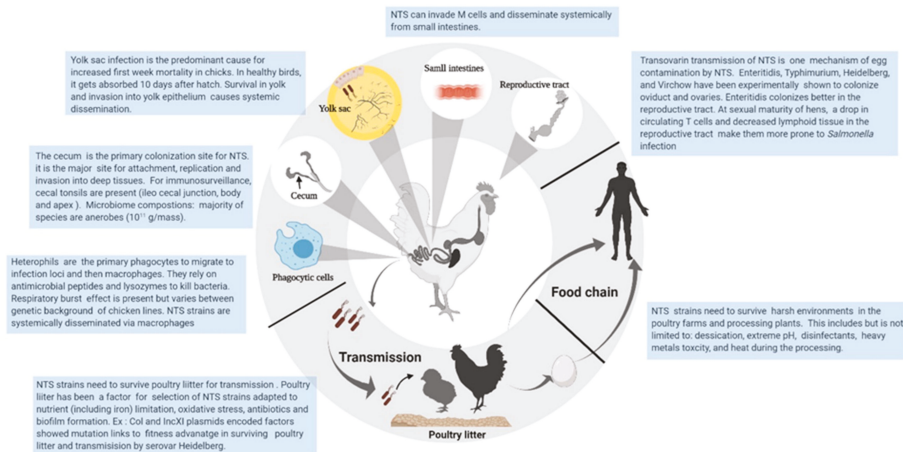 NTS can invade M cells and disseminate systemically
from small intestines.
Yolk sac infection is the predominant cause for
increased first week mortality in chicks. In healthy birds,
it gets absorbed 10 days after hatch. Survival in yolk
and invasion into yolk epithelium causes systemic
dissemination.
Transovarin transmission of NTS is one mechanism of egg
contamination by NTS. Enteritidis, Typhimurium, Heidelberg,
and Virchow have been experimentally shown to colonize
oviduct and ovaries. Enteritidis colonizes better in the
reproductive tract. At sexual maturity of hens, a drop in
circulating T cells and decreased lymphoid tissue in the
reproductive tract make them more prone to Salmonella
infection
Yolk sac
Samll intestines
Reproductive tract
The cecum is the primary colonization site for NTS.
it is the major site for attachment, replication and
invasion into deep tissues. For immunosurveillance,
cecal tonsils are present (ileo cecal junction, body
and apex ). Microbiome compostions: majority of
species are anerobes (10¹¹ g/mass).
Cecum
Heterophils are the primary phagocytes to migrate to
infection loci and then macrophages. They rely on
antimicrobial peptides and lysozymes to kill bacteria.
Respiratory burst effect is present but varies between
genetic background of chicken lines. NTS strains are
systemically disseminated via macrophages
Phagocytic cells
Food chain
NTS strains need to survive harsh environments in the
poultry farms and processing plants. This includes but is not
limited to: dessication, extreme pH, disinfectants, heavy
metals toxcity, and heat during the processing.
Transmission
NTS strains need to survive poultry liitter for transmission . Poultry
liiter has been a factor for selection of NTS strains adapted to
nutrient (including iron) limitation, oxidative stress, antibiotics and
biofilm formation. Ex : Col and IncXI plasmids encoded factors
showed mutation links to fitness advanatge in surviving poultry
litter and transmisision by serovar Heidelberg.
Poultry litter